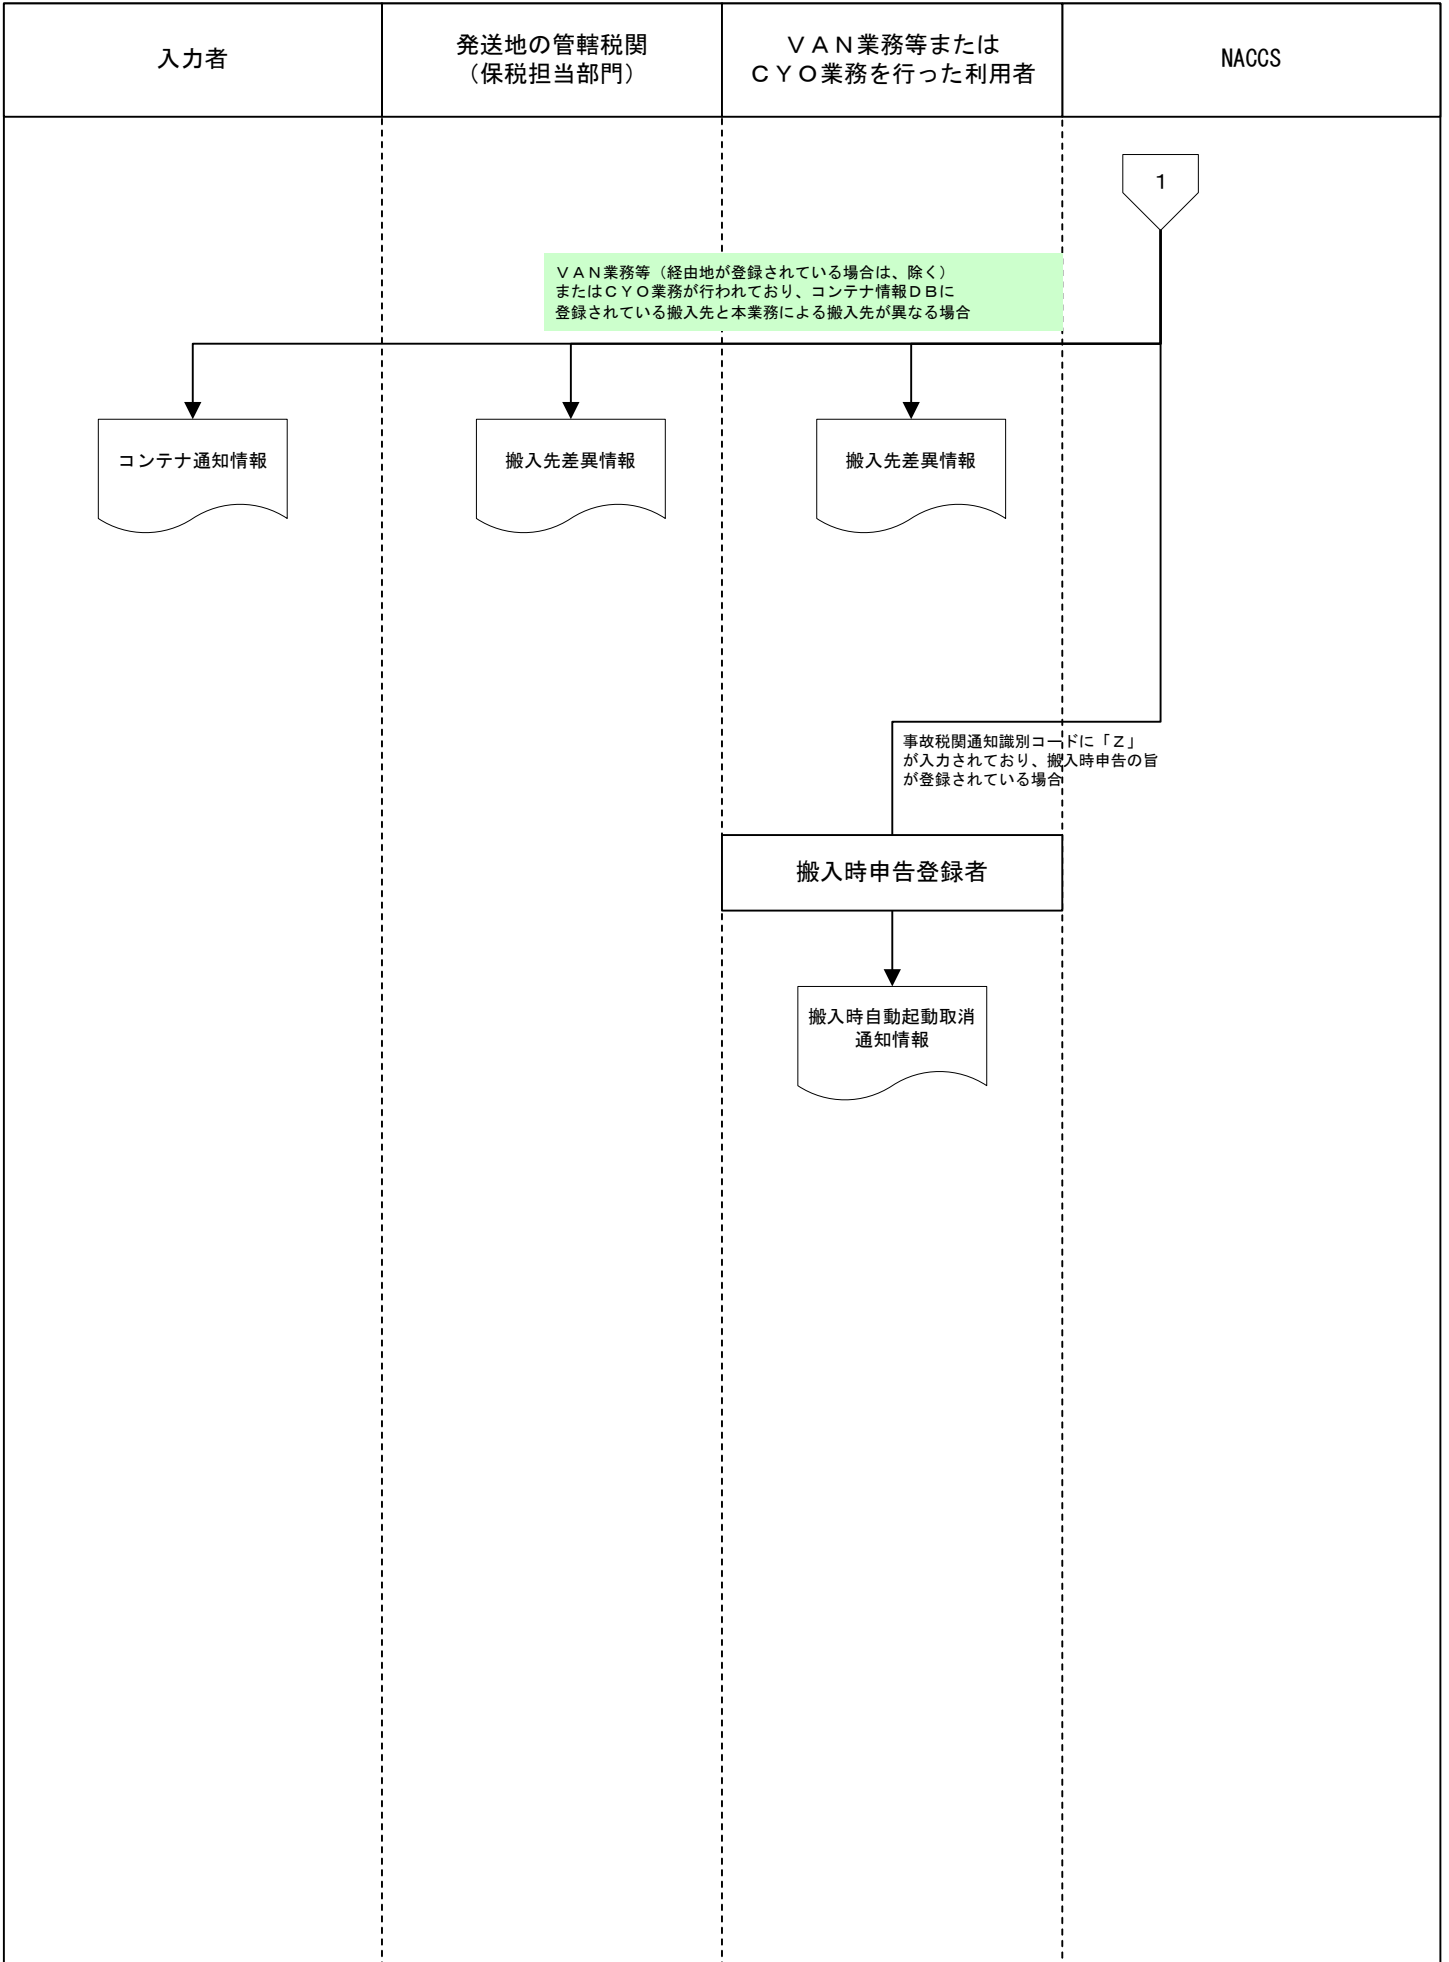 入力者
発送地の管轄税関
（保税担当部門）
ＶＡＮ業務等または
ＣＹＯ業務を行った利用者
NACCS
1
ＶＡＮ業務等（経由地が登録されている場合は、除く）
またはＣＹＯ業務が行われており、コンテナ情報ＤＢに
登録されている搬入先と本業務による搬入先が異なる場合
コンテナ通知情報
搬入先差異情報
搬入先差異情報
事故税関通知識別コードに「Ｚ」
が入力されており、搬入時申告の旨
が登録されている場合
搬入時申告登録者
搬入時自動起動取消
通知情報